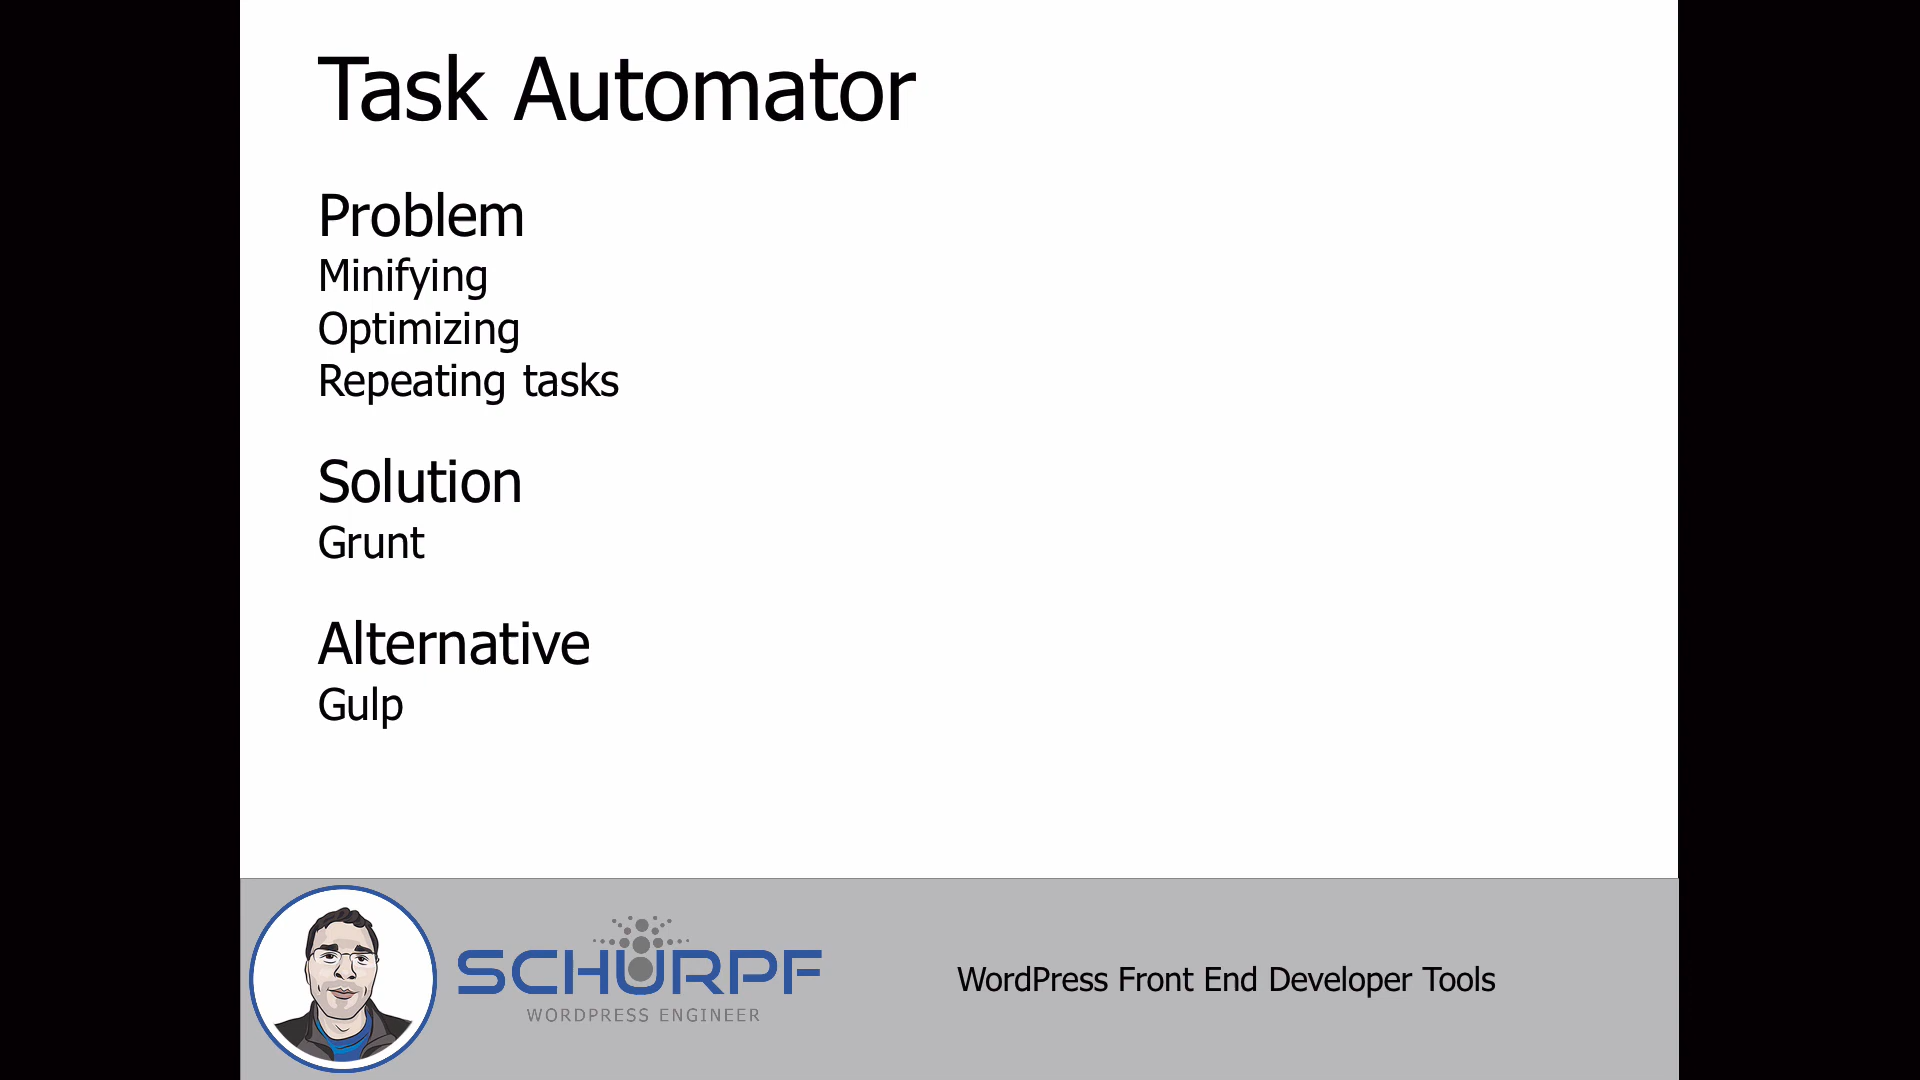 Task Automator
Problem
Minifying
Optimizing
Repeating tasks
Solution
Grunt
Alternative
Gulp
SCHURPF
WORDPRESS ENGINEER
WordPress Front End Developer Tools